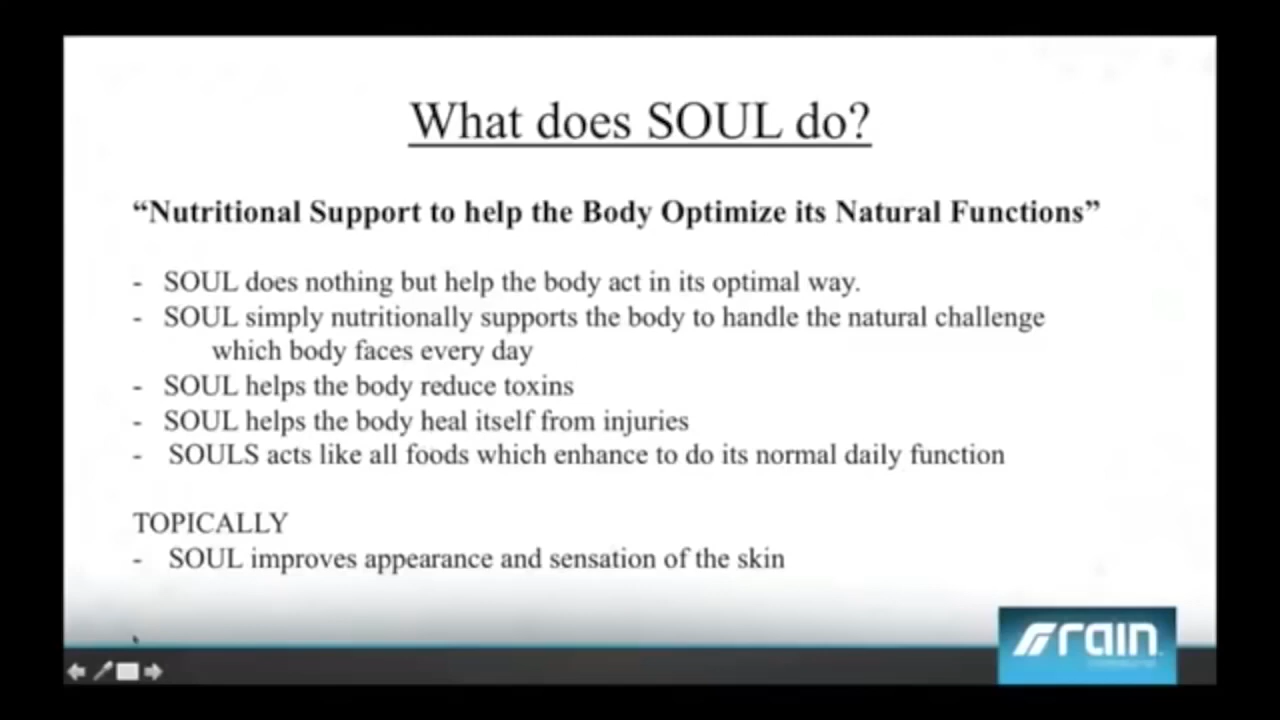 What does SOUL do?
“Nutritional Support to help the Body Optimize its Natural Functions”
- SOUL does nothing but help the body act in its optimal way.
- SOUL simply nutritionally supports the body to handle the natural challenge
which body faces every day
- SOUL helps the body reduce toxins
- SOUL helps the body heal itself from injuries
- SOULS acts like all foods which enhance to do its normal daily function
TOPICALLY
- SOUL improves appearance and sensation of the skin
rain